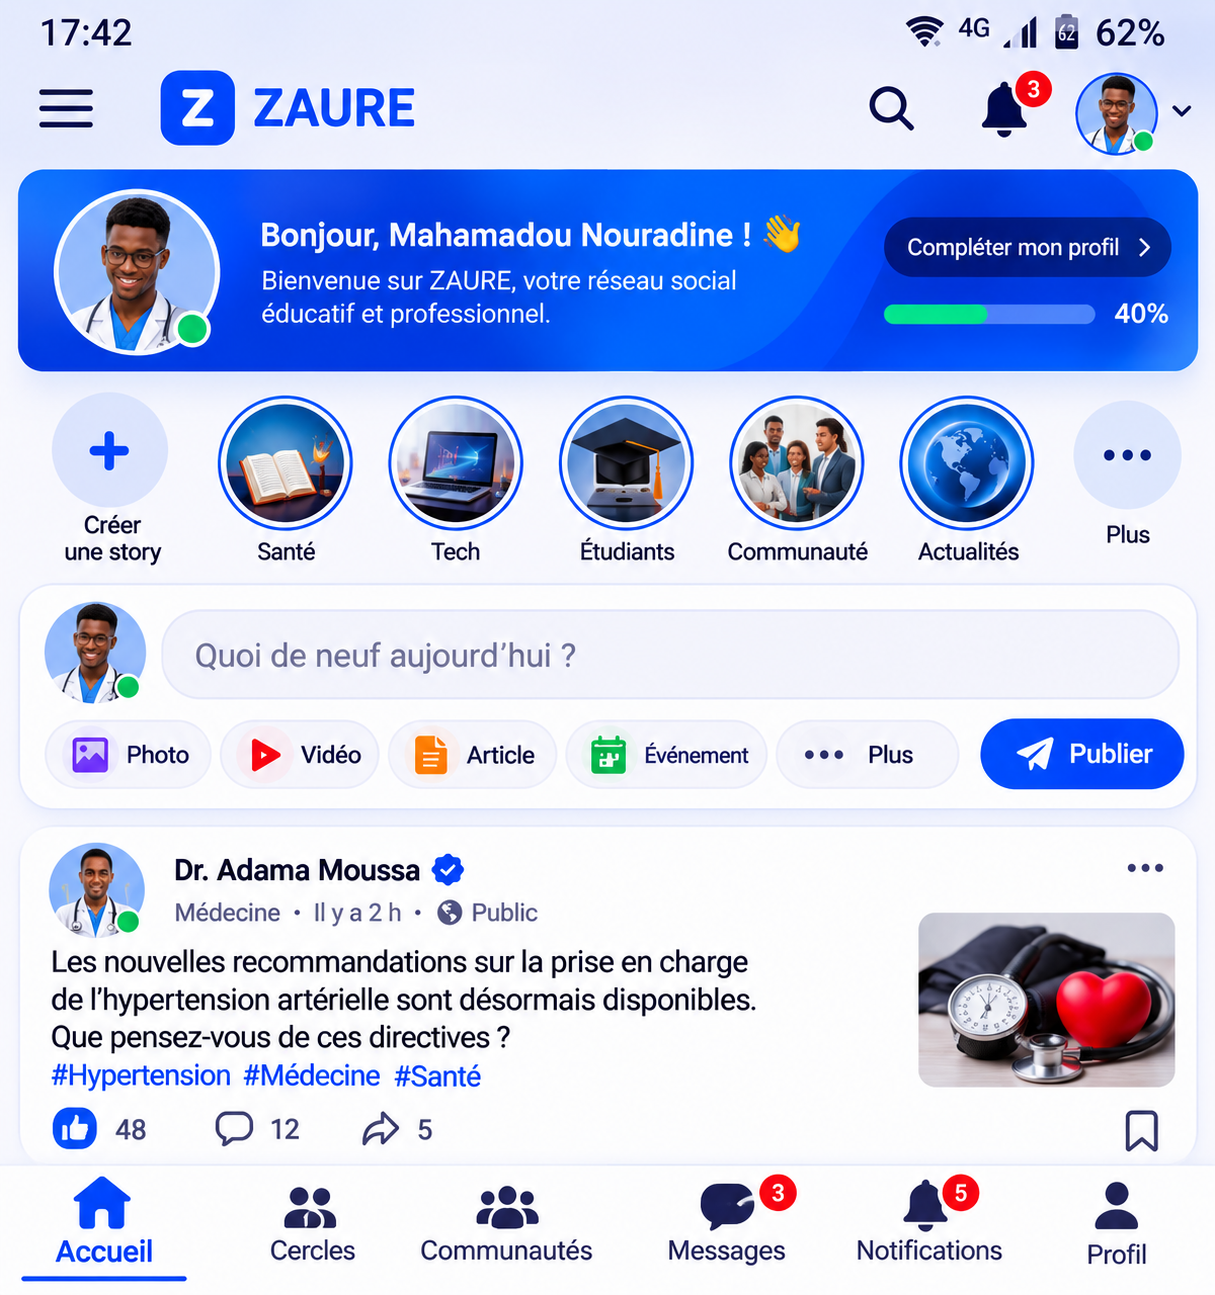 17:42
4G
62
62%
Z ZAURE
3
Bonjour, Mahamadou Nouradine ! 👋
Bienvenue sur ZAURE, votre réseau social
éducatif et professionnel.
Compléter mon profil
40%
Créer
une story
Santé
Tech
Étudiants
Communauté
Actualités
Plus
Quoi de neuf aujourd’hui ?
Photo
Vidéo
Article
Événement
Plus
Publier
Dr. Adama Moussa
Médecine • Il y a 2 h • Public
Les nouvelles recommandations sur la prise en charge
de l’hypertension artérielle sont désormais disponibles.
Que pensez-vous de ces directives ?
#Hypertension #Médecine #Santé
48
12
5
Accueil
Cercles
Communautés
3
Messages
5
Notifications
Profil